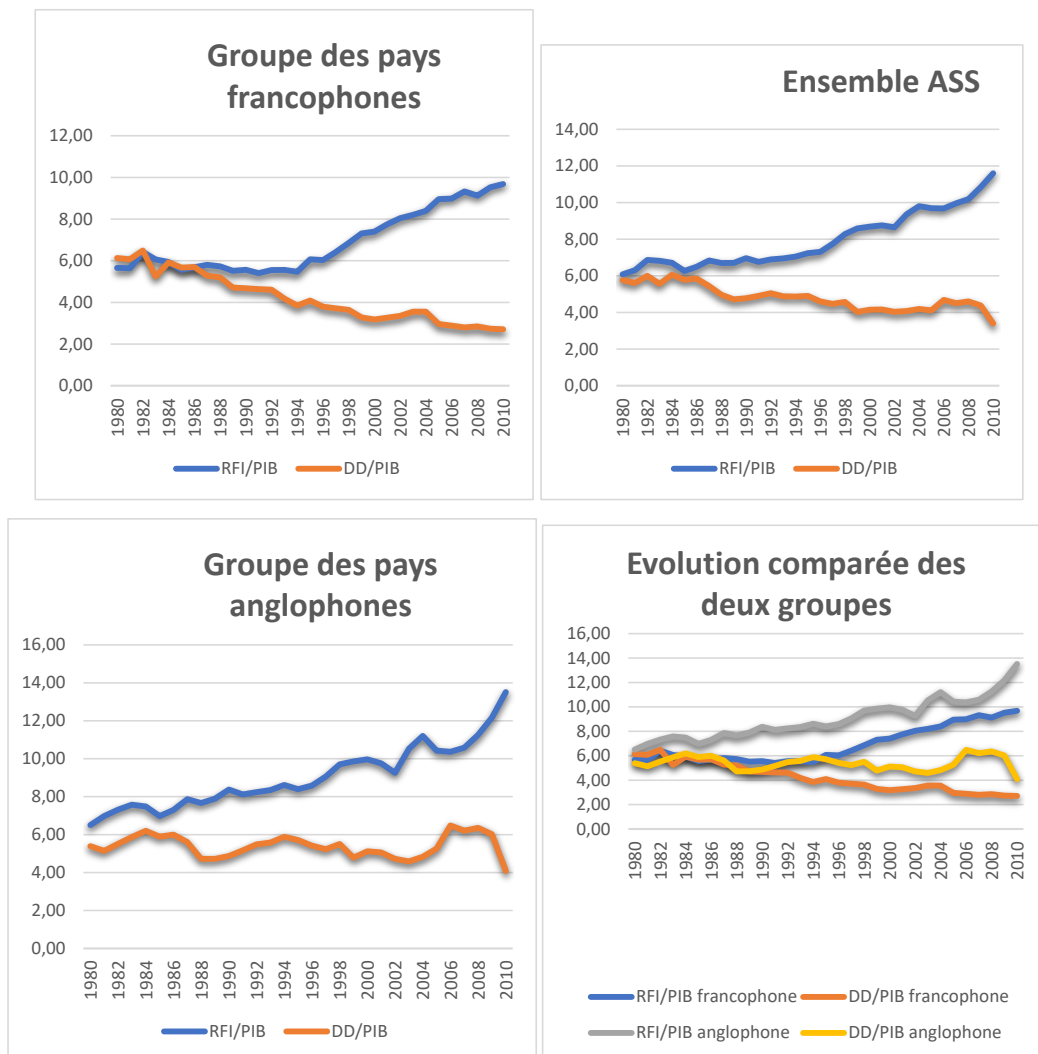 Groupe des pays
francophones
12,00
10,00
8,00
6,00
4,00
2,00
0,00
1980 1982 1984 1986 1988 1990 1992 1994 1996 1998 2000 2002 2004 2006 2008 2010
RFI/PIB DD/PIB
Ensemble ASS
14,00
12,00
10,00
8,00
6,00
4,00
2,00
0,00
1980 1982 1984 1986 1988 1990 1992 1994 1996 1998 2000 2002 2004 2006 2008 2010
RFI/PIB DD/PIB
Groupe des pays
anglophones
16,00
14,00
12,00
10,00
8,00
6,00
4,00
2,00
0,00
1980 1982 1984 1986 1988 1990 1992 1994 1996 1998 2000 2002 2004 2006 2008 2010
RFI/PIB DD/PIB
Evolution comparée des
deux groupes
16,00
14,00
12,00
10,00
8,00
6,00
4,00
2,00
0,00
1980 1982 1984 1986 1988 1990 1992 1994 1996 1998 2000 2002 2004 2006 2008 2010
RFI/PIB francophone DD/PIB francophone
RFI/PIB anglophone DD/PIB anglophone